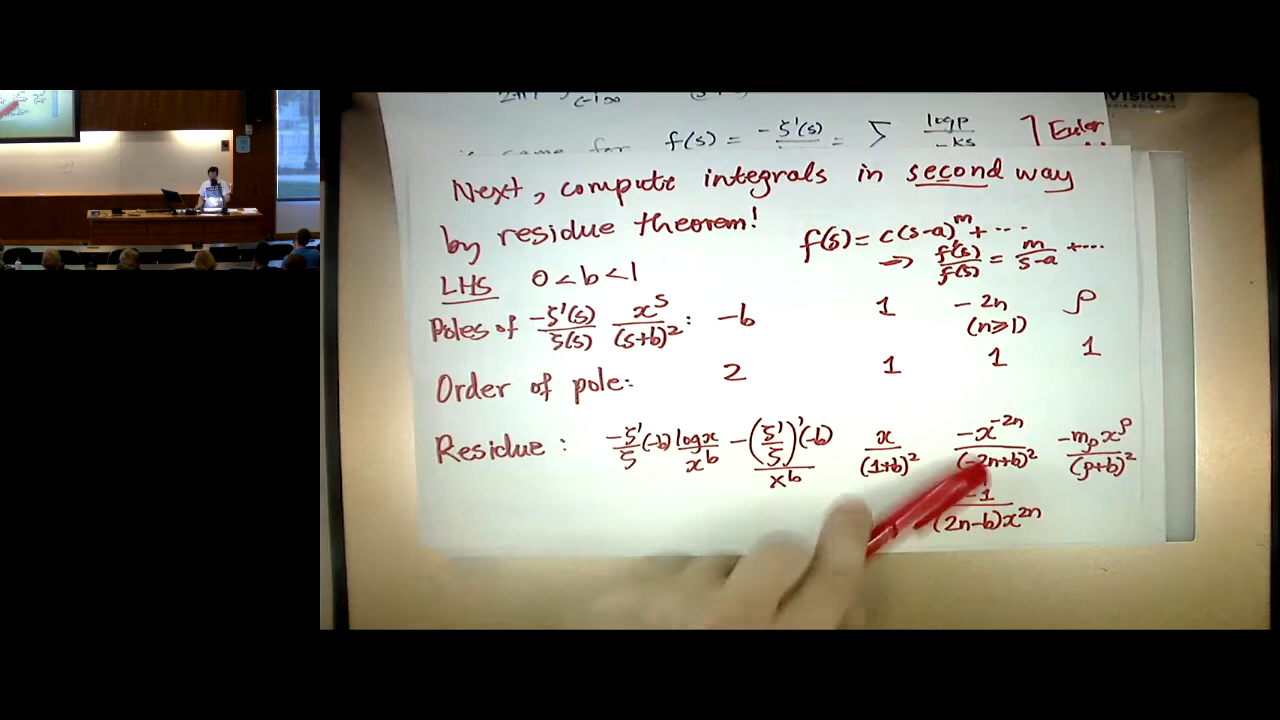 2πi c-i∞
f(s) = -ζ'(s) = Σ log p ] Euler
Next, compute integrals in second way
by residue theorem!
f(s) = c(s-a)^m + ...
⇒ f'(s)/f(s) = m/(s-a) + ...
LHS 0 < b < 1
Poles of -ζ'(s)/ζ(s) x^s/(s+b)^2 : -b 1 -2n (n≥1) ρ
Order of pole: 2 1 1 1
Residue : -ζ'/ζ(-b) log x/x^b - (ζ'/ζ)'(-b)/x^b x/(1+b)^2 -x^{-2n}/(-2n+b)^2 -m_ρ x^ρ/(ρ+b)^2
-1/(2n-b)x^{2n}